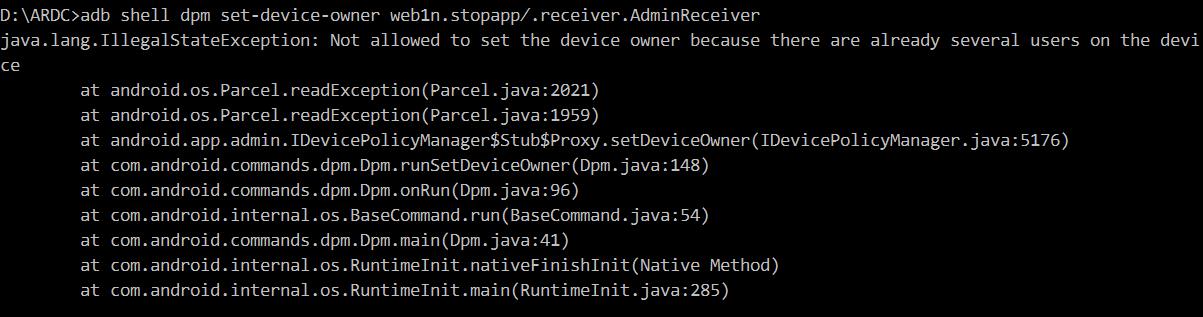 D:\ARDC>adb shell dpm set-device-owner web1n.stopapp/.receiver.AdminReceiver
java.lang.IllegalStateException: Not allowed to set the device owner because there are already several users on the devi
ce
        at android.os.Parcel.readException(Parcel.java:2021)
        at android.os.Parcel.readException(Parcel.java:1959)
        at android.app.admin.IDevicePolicyManager$Stub$Proxy.setDeviceOwner(IDevicePolicyManager.java:5176)
        at com.android.commands.dpm.Dpm.runSetDeviceOwner(Dpm.java:148)
        at com.android.commands.dpm.Dpm.onRun(Dpm.java:96)
        at com.android.internal.os.BaseCommand.run(BaseCommand.java:54)
        at com.android.commands.dpm.Dpm.main(Dpm.java:41)
        at com.android.internal.os.RuntimeInit.nativeFinishInit(Native Method)
        at com.android.internal.os.RuntimeInit.main(RuntimeInit.java:285)